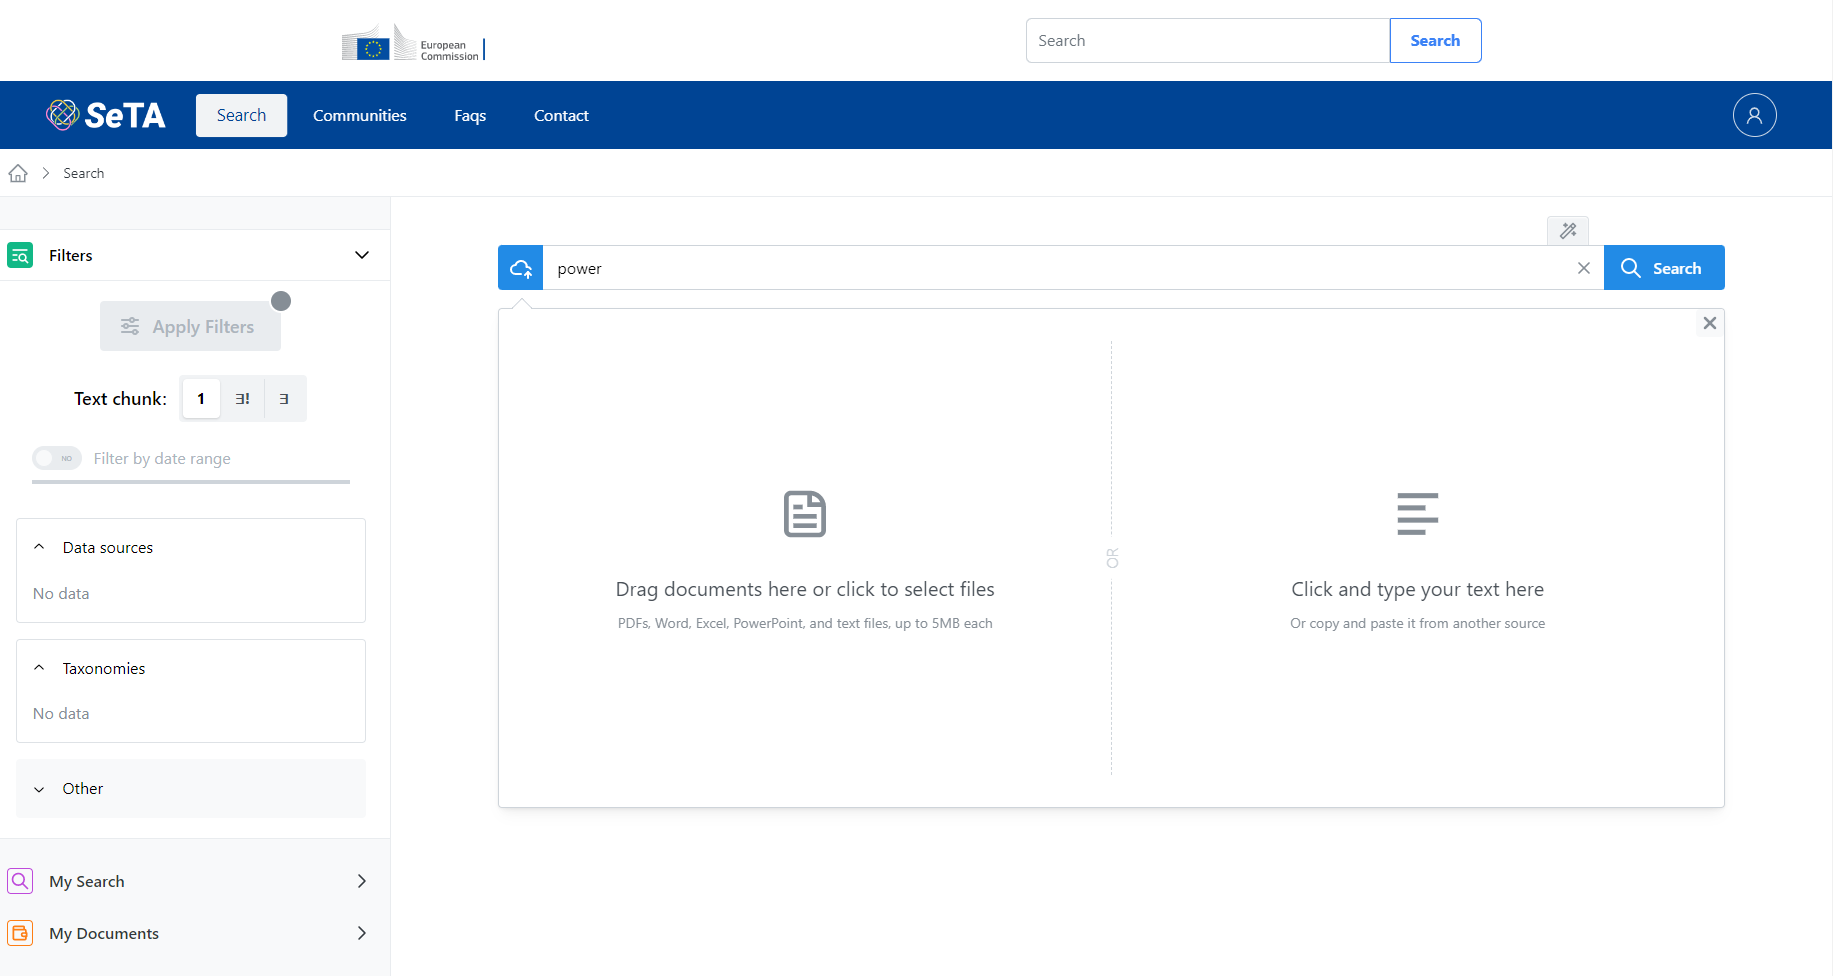 European
Commission
Search
Search
SeTA
Search
Communities
Faqs
Contact
Search
Filters
Apply Filters
Text chunk:
1
∃!
∃
NO
Filter by date range
Data sources
No data
Taxonomies
No data
Other
My Search
My Documents
power
Search
Drag documents here or click to select files
PDFs, Word, Excel, PowerPoint, and text files, up to 5MB each
OR
Click and type your text here
Or copy and paste it from another source